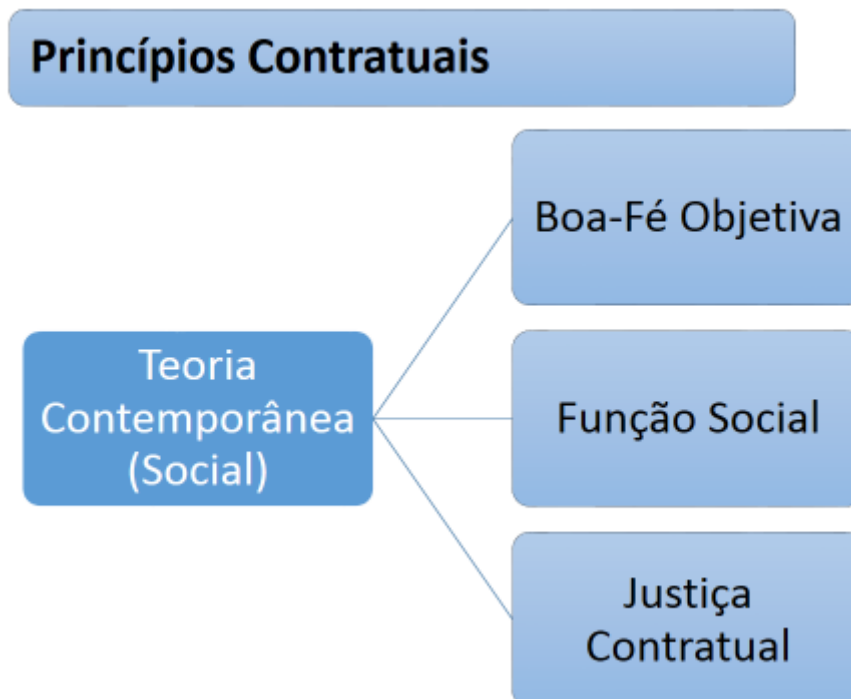 Princípios Contratuais
Boa-Fé Objetiva
Teoria
Contemporânea
(Social)
Função Social
Justiça
Contratual